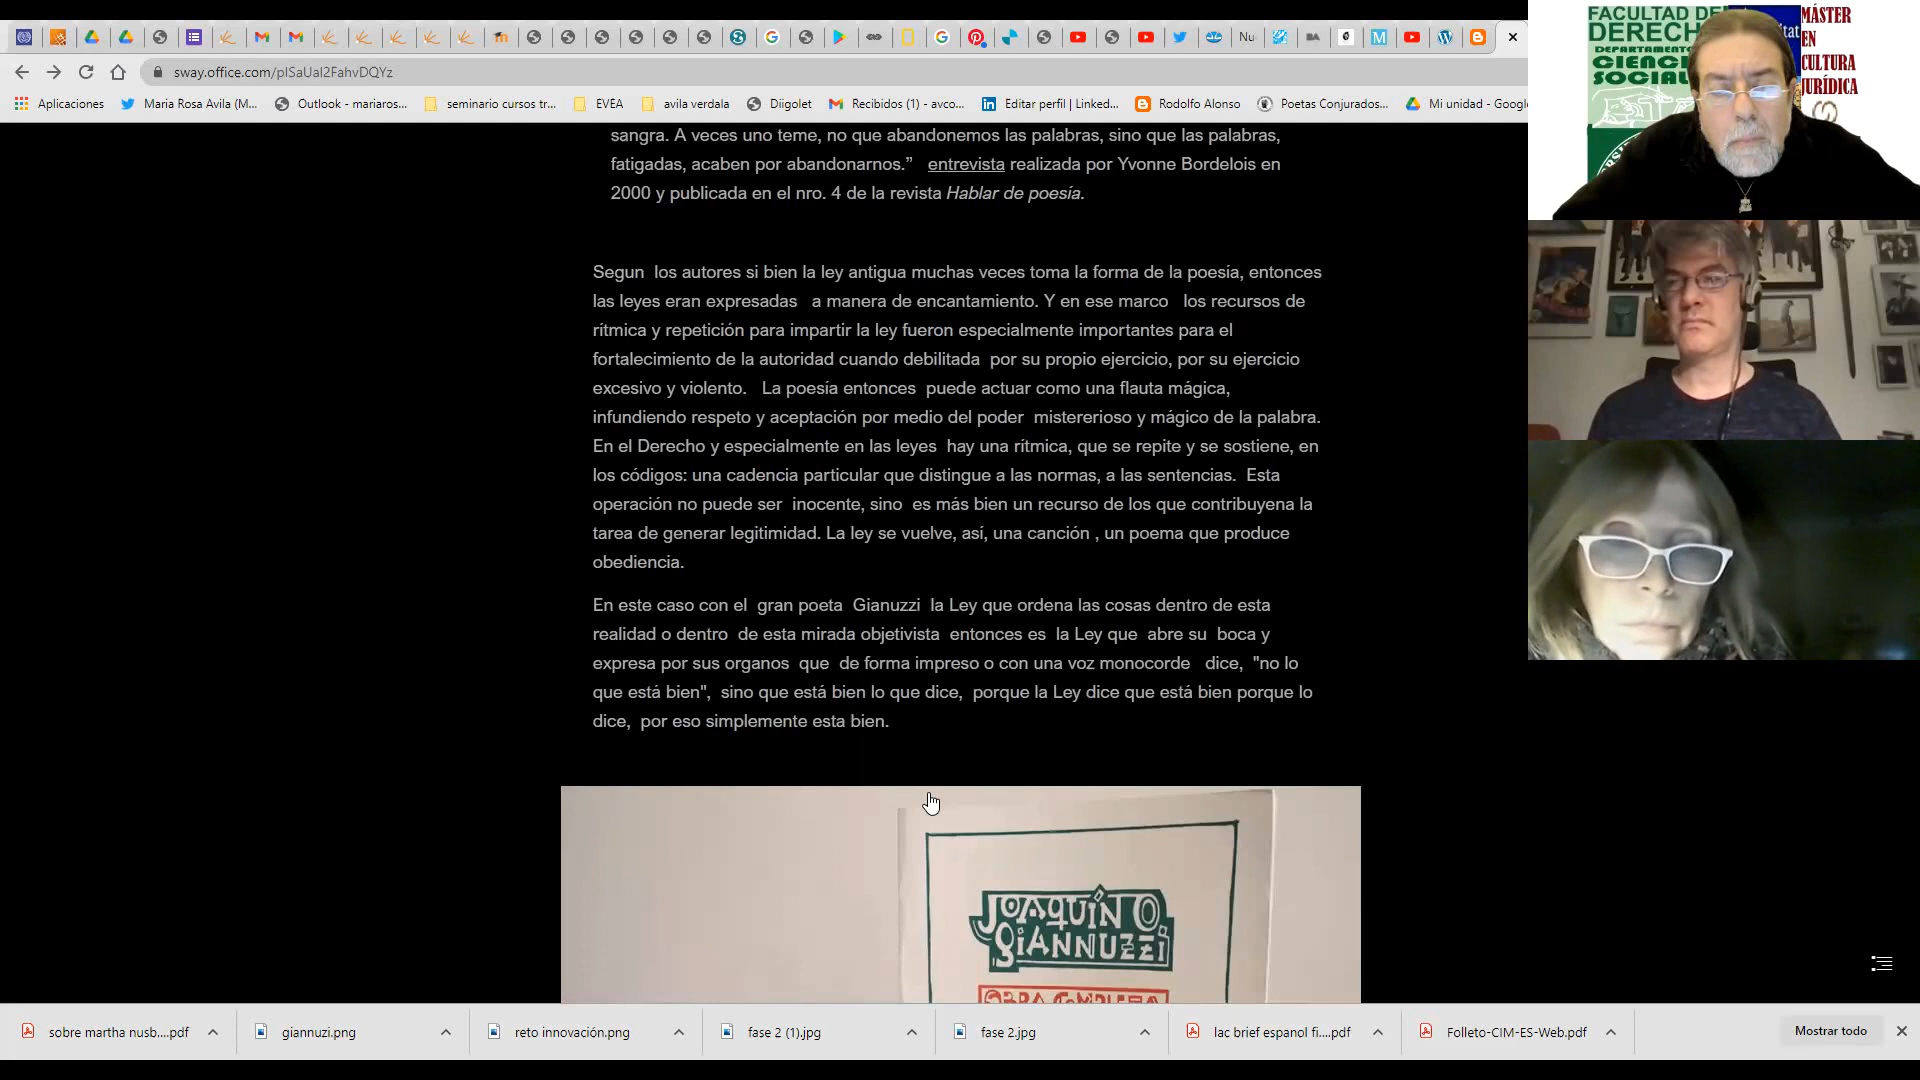 Nu
BA
M
sway.office.com/pISaUaI2FahvDQYz
Aplicaciones
Maria Rosa Avila (M...
Outlook - mariaros...
seminario cursos tr...
EVEA
avila verdala
Diigolet
Recibidos (1) - avco...
Editar perfil | Linked...
Rodolfo Alonso
Poetas Conjurados...
Mi unidad - Google
sangra. A veces uno teme, no que abandonemos las palabras, sino que las palabras,
fatigadas, acaben por abandonarnos.” entrevista realizada por Yvonne Bordelois en
2000 y publicada en el nro. 4 de la revista Hablar de poesía.
Segun los autores si bien la ley antigua muchas veces toma la forma de la poesía, entonces
las leyes eran expresadas a manera de encantamiento. Y en ese marco los recursos de
rítmica y repetición para impartir la ley fueron especialmente importantes para el
fortalecimiento de la autoridad cuando debilitada por su propio ejercicio, por su ejercicio
excesivo y violento. La poesía entonces puede actuar como una flauta mágica,
infundiendo respeto y aceptación por medio del poder mistererioso y mágico de la palabra.
En el Derecho y especialmente en las leyes hay una rítmica, que se repite y se sostiene, en
los códigos: una cadencia particular que distingue a las normas, a las sentencias. Esta
operación no puede ser inocente, sino es más bien un recurso de los que contribuyena la
tarea de generar legitimidad. La ley se vuelve, así, una canción , un poema que produce
obediencia.
En este caso con el gran poeta Gianuzzi la Ley que ordena las cosas dentro de esta
realidad o dentro de esta mirada objetivista entonces es la Ley que abre su boca y
expresa por sus organos que de forma impreso o con una voz monocorde dice, "no lo
que está bien", sino que está bien lo que dice, porque la Ley dice que está bien porque lo
dice, por eso simplemente esta bien.
JOAQUÍN O.
GIANNUZZI
OBRA COMPLETA
sobre martha nusb....pdf
giannuzi.png
reto innovación.png
fase 2 (1).jpg
fase 2.jpg
lac brief espanol fi....pdf
Folleto-CIM-ES-Web.pdf
Mostrar todo
FACULTAD DE
DERECHO
DEPARTAMENTO
CIENCI
SOCIAL
MÁSTER
EN
CULTURA
JURÍDICA